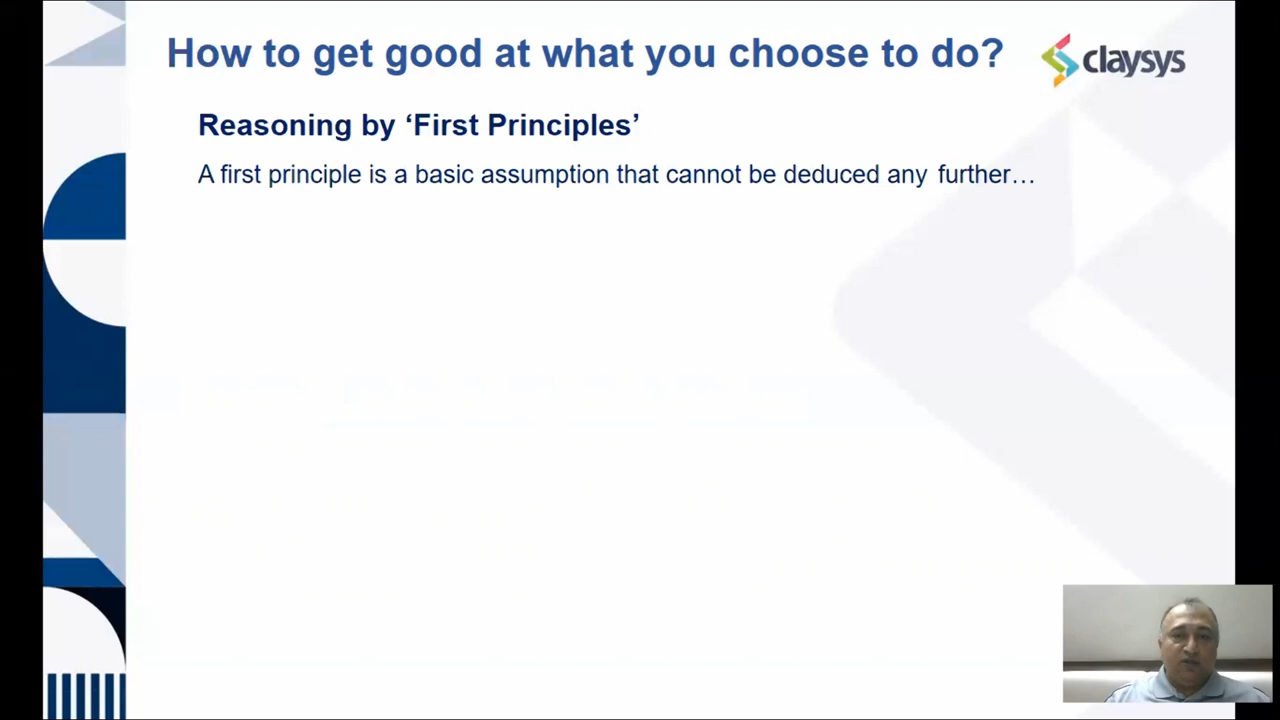 How to get good at what you choose to do?
claysys
Reasoning by ‘First Principles’
A first principle is a basic assumption that cannot be deduced any further…